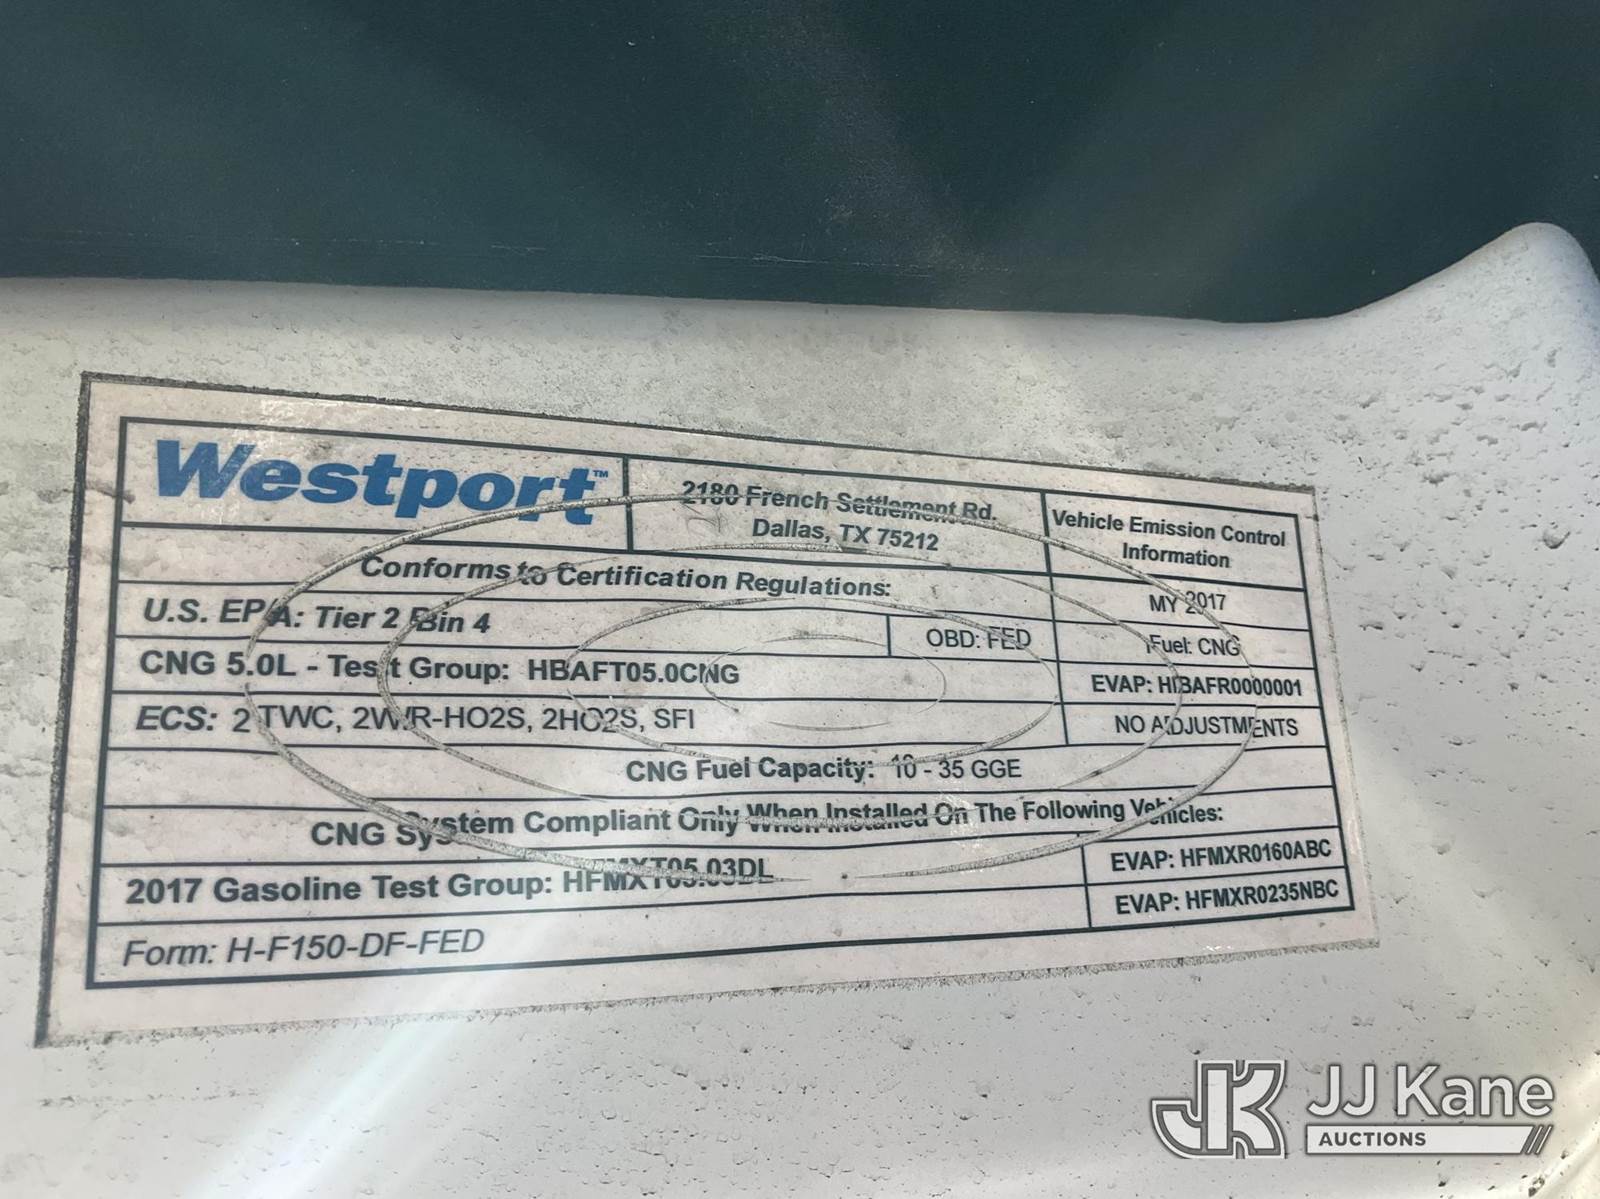 Westport™
2180 French Settlement Rd.
Dallas, TX 75212
Vehicle Emission Control
Information
Conforms to Certification Regulations:
MY 2017
U.S. EPA: Tier 2 Bin 4
OBD: FED
Fuel: CNG
CNG 5.0L - Test Group: HBAFT05.0CNG
EVAP: HBAFR0000001
ECS: 2 TWC, 2WR-HO2S, 2HO2S, SFI
NO ADJUSTMENTS
CNG Fuel Capacity: 10 - 35 GGE
CNG System Compliant Only When Installed On The Following Vehicles:
2017 Gasoline Test Group: HFMXT05.03DL
EVAP: HFMXR0160ABC
EVAP: HFMXR0235NBC
Form: H-F150-DF-FED
JK JJ Kane
AUCTIONS